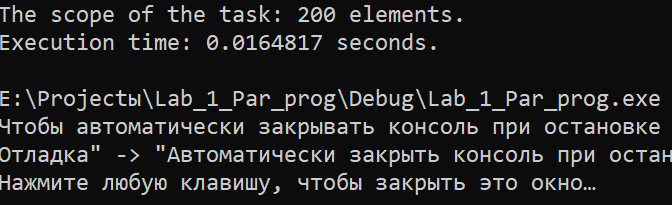 The scope of the task: 200 elements.
Execution time: 0.0164817 seconds.
E:\Projectы\Lab_1_Par_prog\Debug\Lab_1_Par_prog.exe
Чтобы автоматически закрывать консоль при остановке
Отладка" -> "Автоматически закрыть консоль при остан
Нажмите любую клавишу, чтобы закрыть это окно…